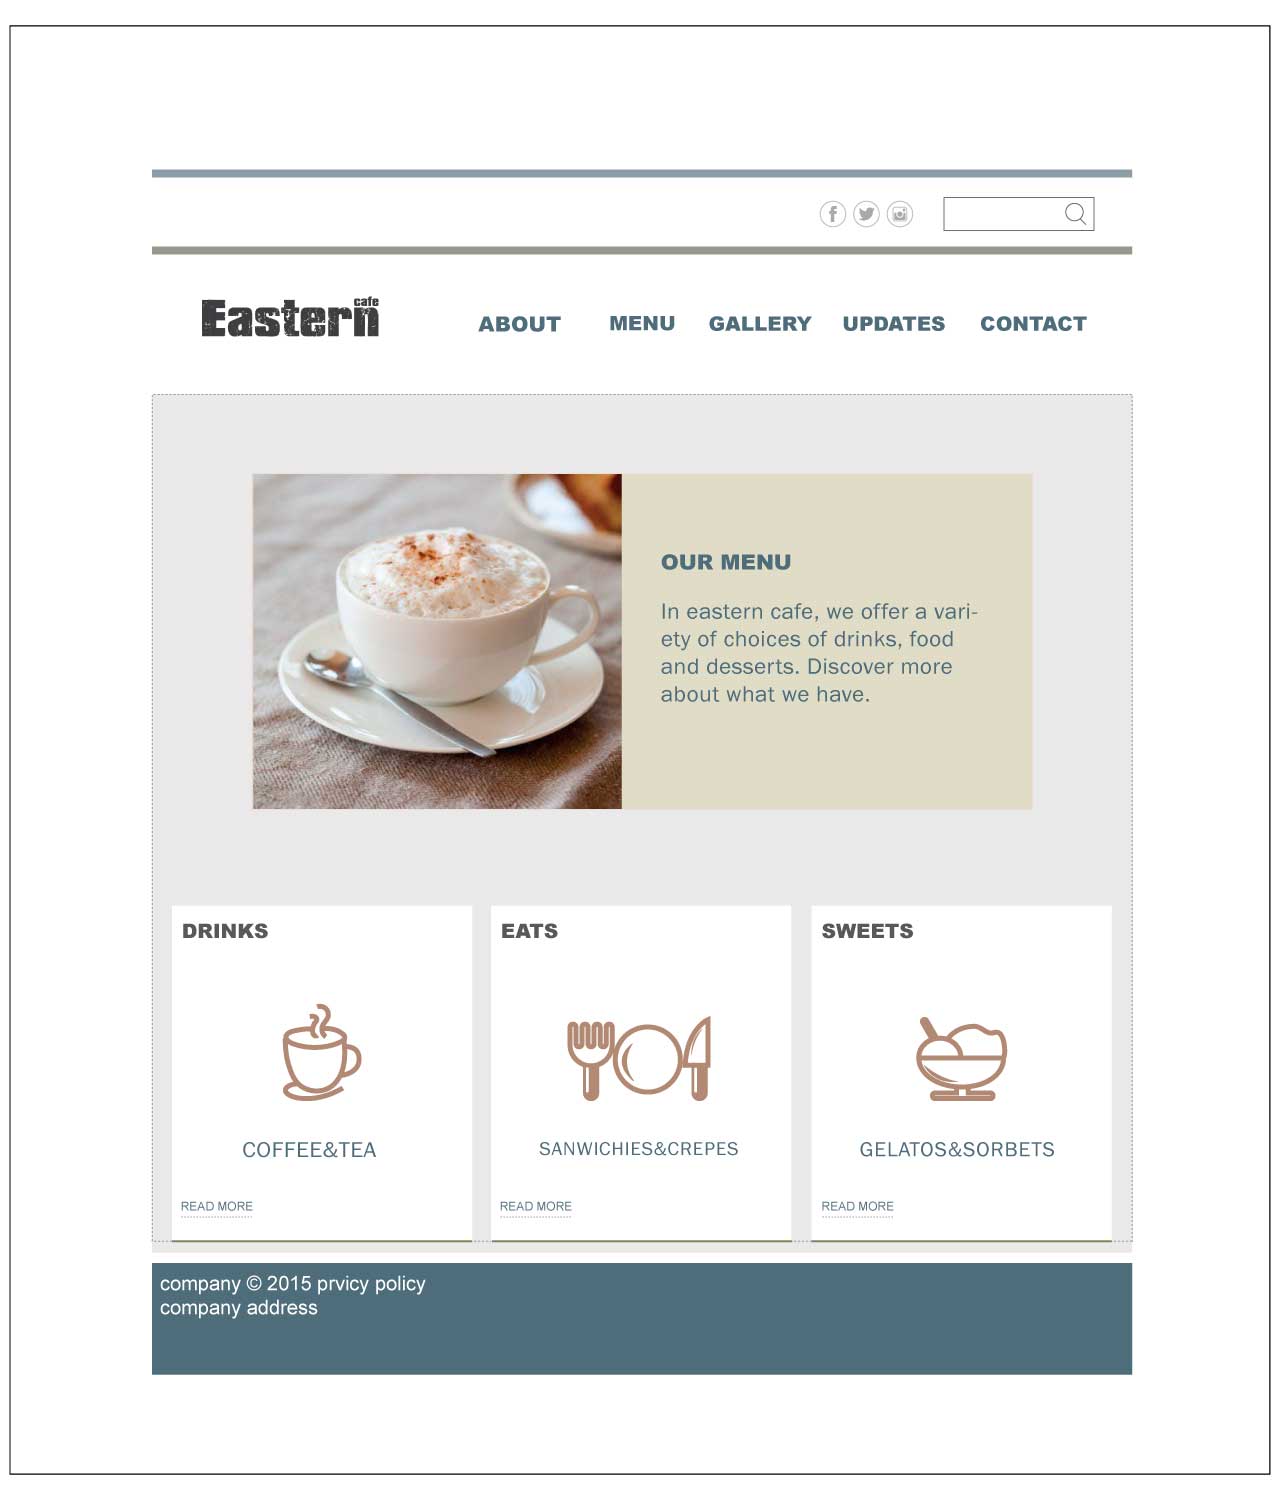 Eastern
cafe
ABOUT MENU GALLERY UPDATES CONTACT
OUR MENU
In eastern cafe, we offer a vari-
ety of choices of drinks, food
and desserts. Discover more
about what we have.
DRINKS
COFFEE&TEA
READ MORE
EATS
SANWICHIES&CREPES
READ MORE
SWEETS
GELATOS&SORBETS
READ MORE
company © 2015 prvicy policy
company address